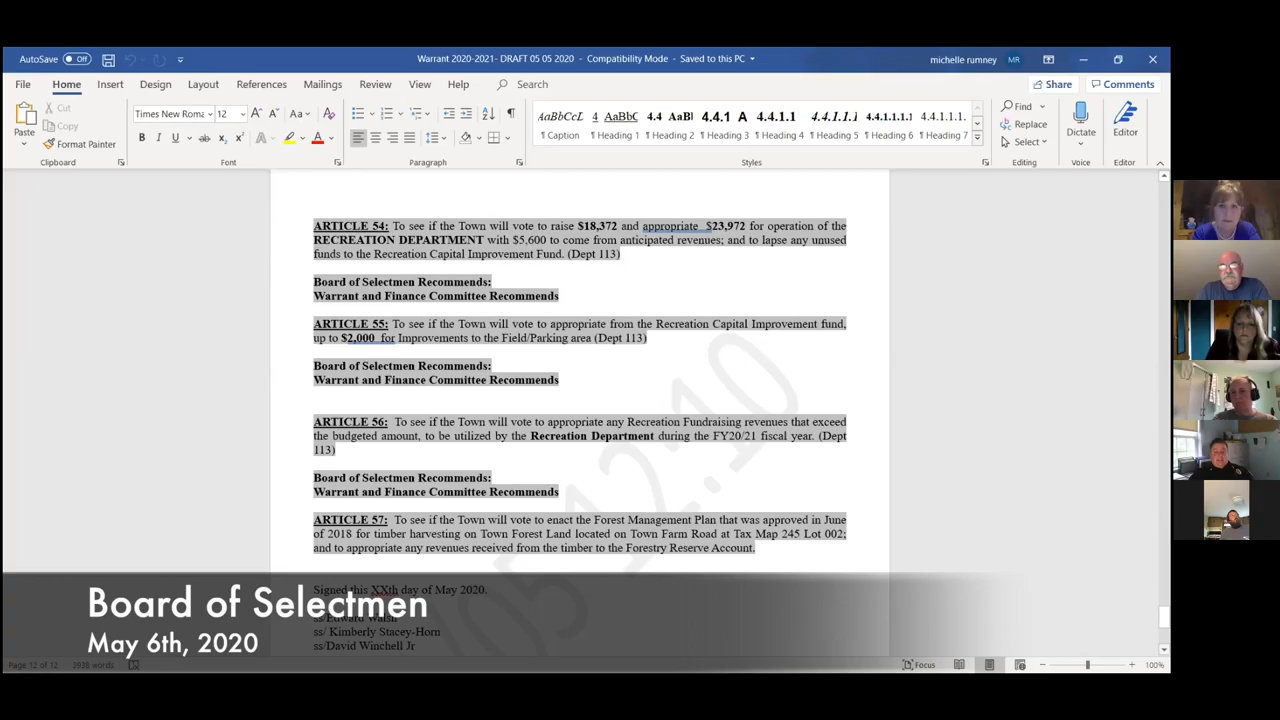 AutoSave Off Warrant 2020-2021- DRAFT 05 05 2020 - Compatibility Mode - Saved to this PC michelle rumney MR
File Home Insert Design Layout References Mailings Review View Help Search Share Comments
Paste Cut Copy Format Painter
Times New Roma 12
Caption Heading 1 Heading 2 Heading 3 Heading 4 Heading 5 Heading 6 Heading 7
Find Replace Select Dictate Editor
Clipboard Font Paragraph Styles Editing Voice Editor
ARTICLE 54: To see if the Town will vote to raise $18,372 and appropriate $23,972 for operation of the
RECREATION DEPARTMENT with $5,600 to come from anticipated revenues; and to lapse any unused
funds to the Recreation Capital Improvement Fund. (Dept 113)
Board of Selectmen Recommends:
Warrant and Finance Committee Recommends
ARTICLE 55: To see if the Town will vote to appropriate from the Recreation Capital Improvement fund,
up to $2,000 for Improvements to the Field/Parking area (Dept 113)
Board of Selectmen Recommends:
Warrant and Finance Committee Recommends
ARTICLE 56: To see if the Town will vote to appropriate any Recreation Fundraising revenues that exceed
the budgeted amount, to be utilized by the Recreation Department during the FY20/21 fiscal year. (Dept
113)
Board of Selectmen Recommends:
Warrant and Finance Committee Recommends
ARTICLE 57: To see if the Town will vote to enact the Forest Management Plan that was approved in June
of 2018 for timber harvesting on Town Forest Land located on Town Farm Road at Tax Map 245 Lot 002;
and to appropriate any revenues received from the timber to the Forestry Reserve Account.
Signed this XXth day of May 2020.
ss/Edward Walsh
ss/ Kimberly Stacey-Horn
ss/David Winchell Jr
Board of Selectmen
May 6th, 2020
Page 12 of 12 3938 words Focus 100%